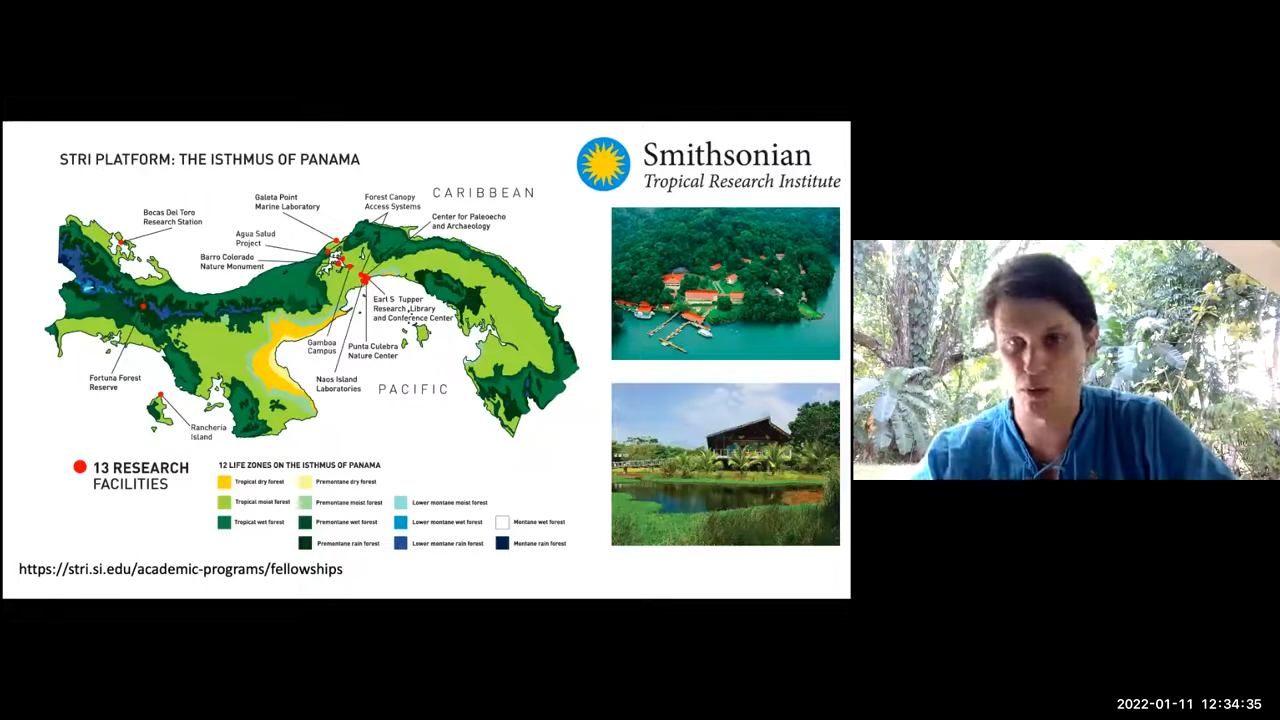 STRI PLATFORM: THE ISTHMUS OF PANAMA
Smithsonian
Tropical Research Institute
CARIBBEAN
Galeta Point
Marine Laboratory
Forest Canopy
Access Systems
Bocas Del Toro
Research Station
Center for Paleoecho
and Archaeology
Agua Salud
Project
Barro Colorado
Nature Monument
Earl S Tupper
Research Library
and Conference Center
Gamboa
Campus
Punta Culebra
Nature Center
Naos Island
Laboratories
PACIFIC
Fortuna Forest
Reserve
Rancheria
Island
13 RESEARCH
FACILITIES
12 LIFE ZONES ON THE ISTHMUS OF PANAMA
Tropical dry forest
Premontane dry forest
Tropical moist forest
Premontane moist forest
Lower montane moist forest
Tropical wet forest
Premontane wet forest
Lower montane wet forest
Montane wet forest
Premontane rain forest
Lower montane rain forest
Montane rain forest
https://stri.si.edu/academic-programs/fellowships
2022-01-11 12:34:35